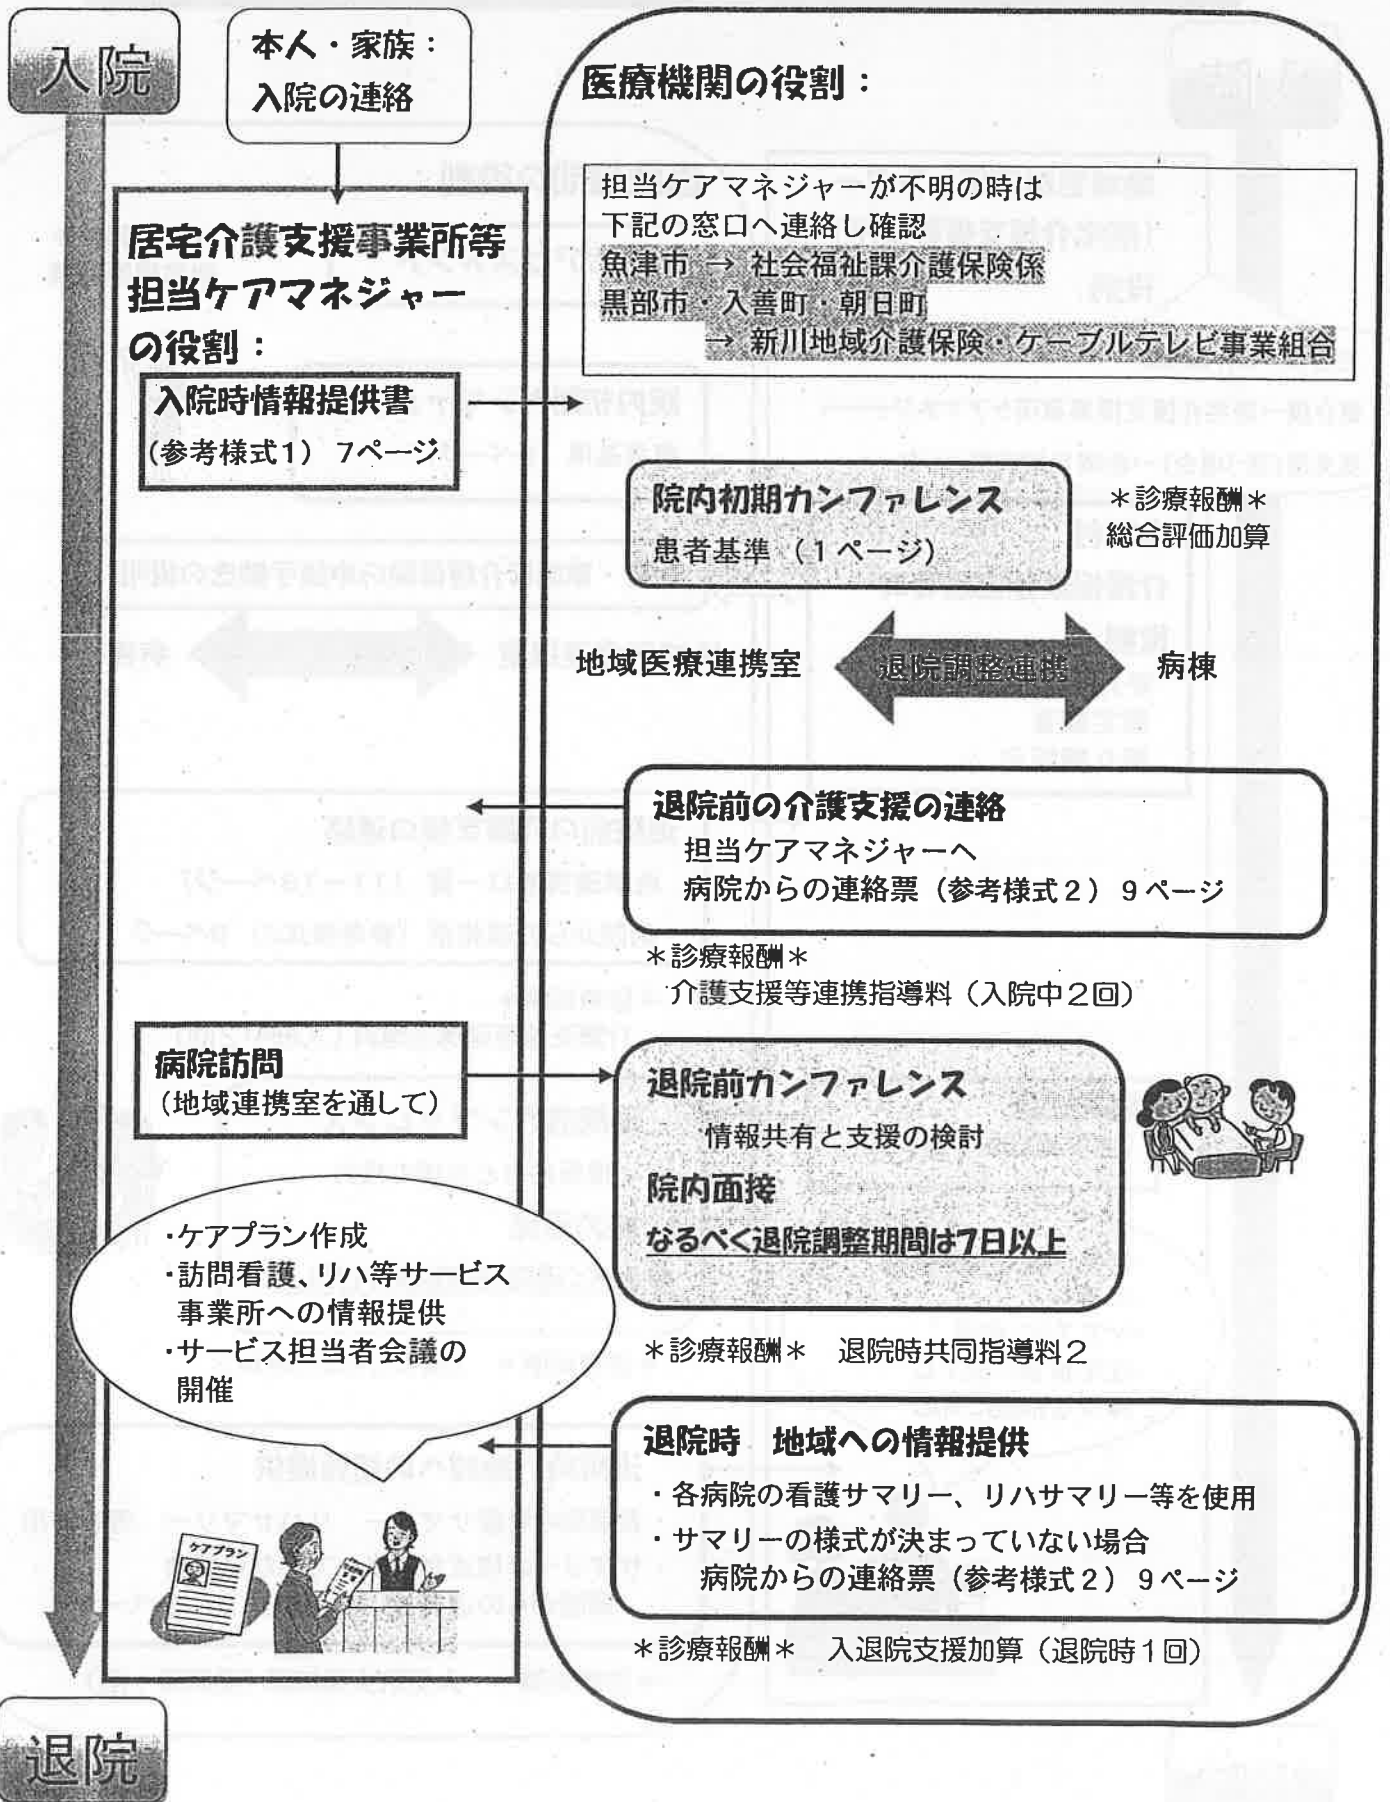 入院
本人・家族：
入院の連絡
医療機関の役割：
担当ケアマネジャーが不明の時は
下記の窓口へ連絡し確認
魚津市 → 社会福祉課介護保険係
黒部市・入善町・朝日町
→ 新川地域介護保険・ケーブルテレビ事業組合
居宅介護支援事業所等
担当ケアマネジャー
の役割：
入院時情報提供書
（参考様式1） 7ページ
院内初期カンファレンス
患者基準 （1ページ）
＊診療報酬＊
総合評価加算
地域医療連携室
退院調整連携
病棟
退院前の介護支援の連絡
担当ケアマネジャーへ
病院からの連絡票（参考様式２）９ページ
＊診療報酬＊
介護支援等連携指導料（入院中２回）
病院訪問
（地域連携室を通して）
退院前カンファレンス
情報共有と支援の検討
院内面接
なるべく退院調整期間は7日以上
・ケアプラン作成
・訪問看護、リハ等サービス
事業所への情報提供
・サービス担当者会議の
開催
＊診療報酬＊ 退院時共同指導料２
退院時 地域への情報提供
・各病院の看護サマリー、リハサマリー等を使用
・サマリーの様式が決まっていない場合
病院からの連絡票（参考様式２）９ページ
＊診療報酬＊ 入退院支援加算（退院時１回）
ケアプラン
退院